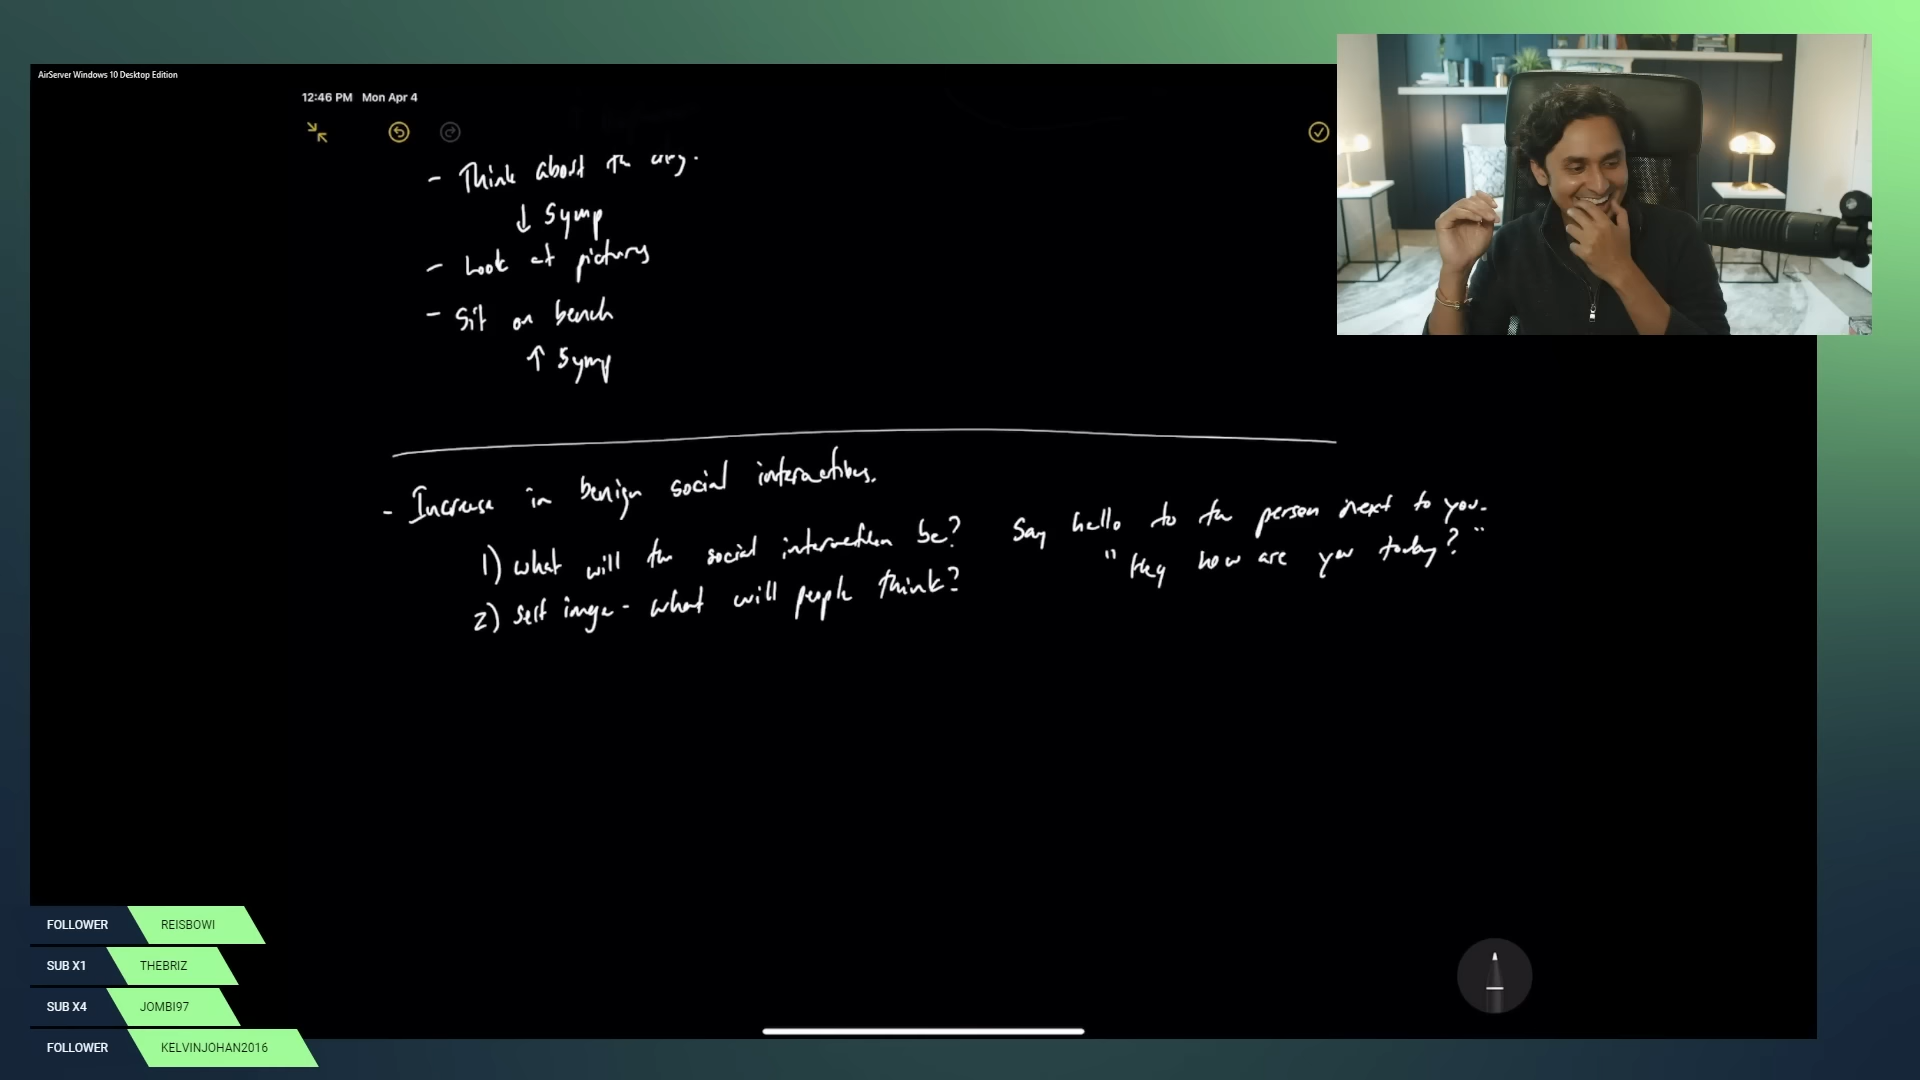 AirServer Windows 10 Desktop Edition
12:46 PM Mon Apr 4
- Think about the
↓ Symp
- Look at pictures
- Sit on bench
↑ Symp
- Increase in benign social interactions.
1) what will the social interaction be? Say hello to the person next to you.
"Hey how are you today?"
2) self image - what will people think?
FOLLOWER REISBOWI
SUB X1 THEBRIZ
SUB X4 JOMBI97
FOLLOWER KELVINJOHAN2016